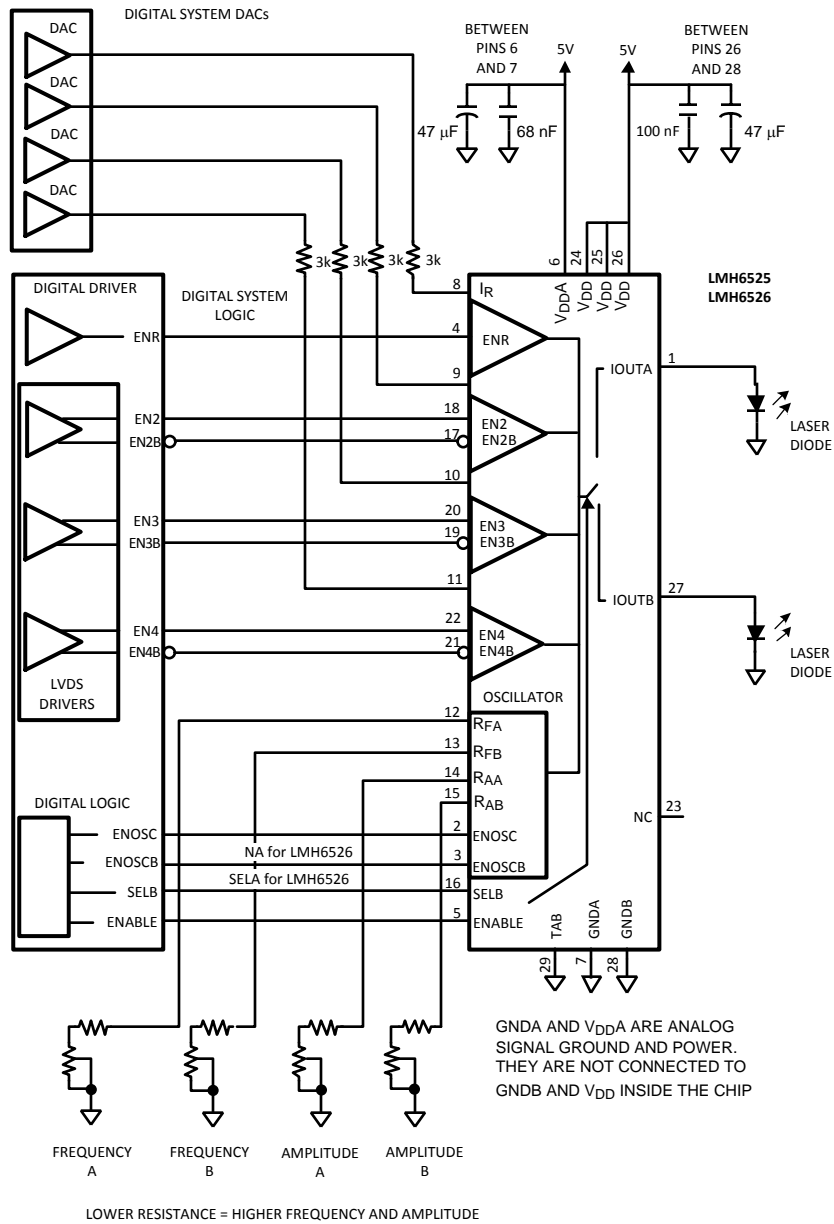 DIGITAL SYSTEM DACs
DAC
DAC
DAC
DAC
BETWEEN
PINS 6
AND 7
5V
5V
BETWEEN
PINS 26
AND 28
47 µF
68 nF
100 nF
47 µF
3k
3k
3k
3k
DIGITAL DRIVER
DIGITAL SYSTEM
LOGIC
LMH6525
LMH6526
6
24
25
26
VDDA
VDD
VDD
VDD
8
IR
ENR
4
ENR
9
IOUTA
1
LASER
DIODE
EN2
18
EN2
EN2B
17
EN2B
10
EN3
20
EN3
EN3B
19
EN3B
11
IOUTB
27
LASER
DIODE
EN4
22
EN4
EN4B
21
EN4B
LVDS
DRIVERS
OSCILLATOR
12
RFA
13
RFB
14
RAA
15
RAB
DIGITAL LOGIC
ENOSC
2
ENOSC
ENOSCB
NA for LMH6526
3
ENOSCB
SELB
SELA for LMH6526
16
SELB
ENABLE
5
ENABLE
NC
23
TAB
GNDA
GNDB
29
7
28
GNDA AND VDDA ARE ANALOG
SIGNAL GROUND AND POWER.
THEY ARE NOT CONNECTED TO
GNDB AND VDD INSIDE THE CHIP
FREQUENCY
A
FREQUENCY
B
AMPLITUDE
A
AMPLITUDE
B
LOWER RESISTANCE = HIGHER FREQUENCY AND AMPLITUDE